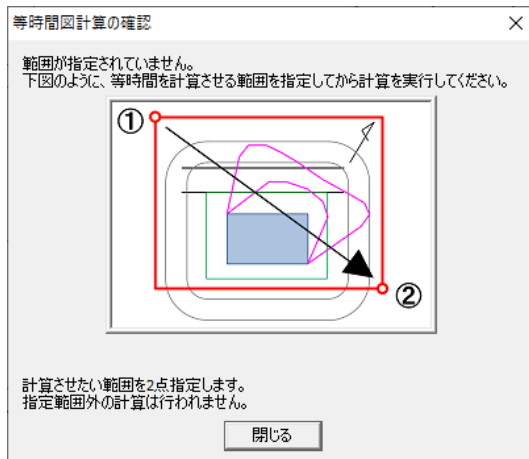 等時間図計算の確認
範囲が指定されていません。
下図のように、等時間を計算させる範囲を指定してから計算を実行してください。
①
②
計算させたい範囲を2点指定します。
指定範囲外の計算は行われません。
閉じる